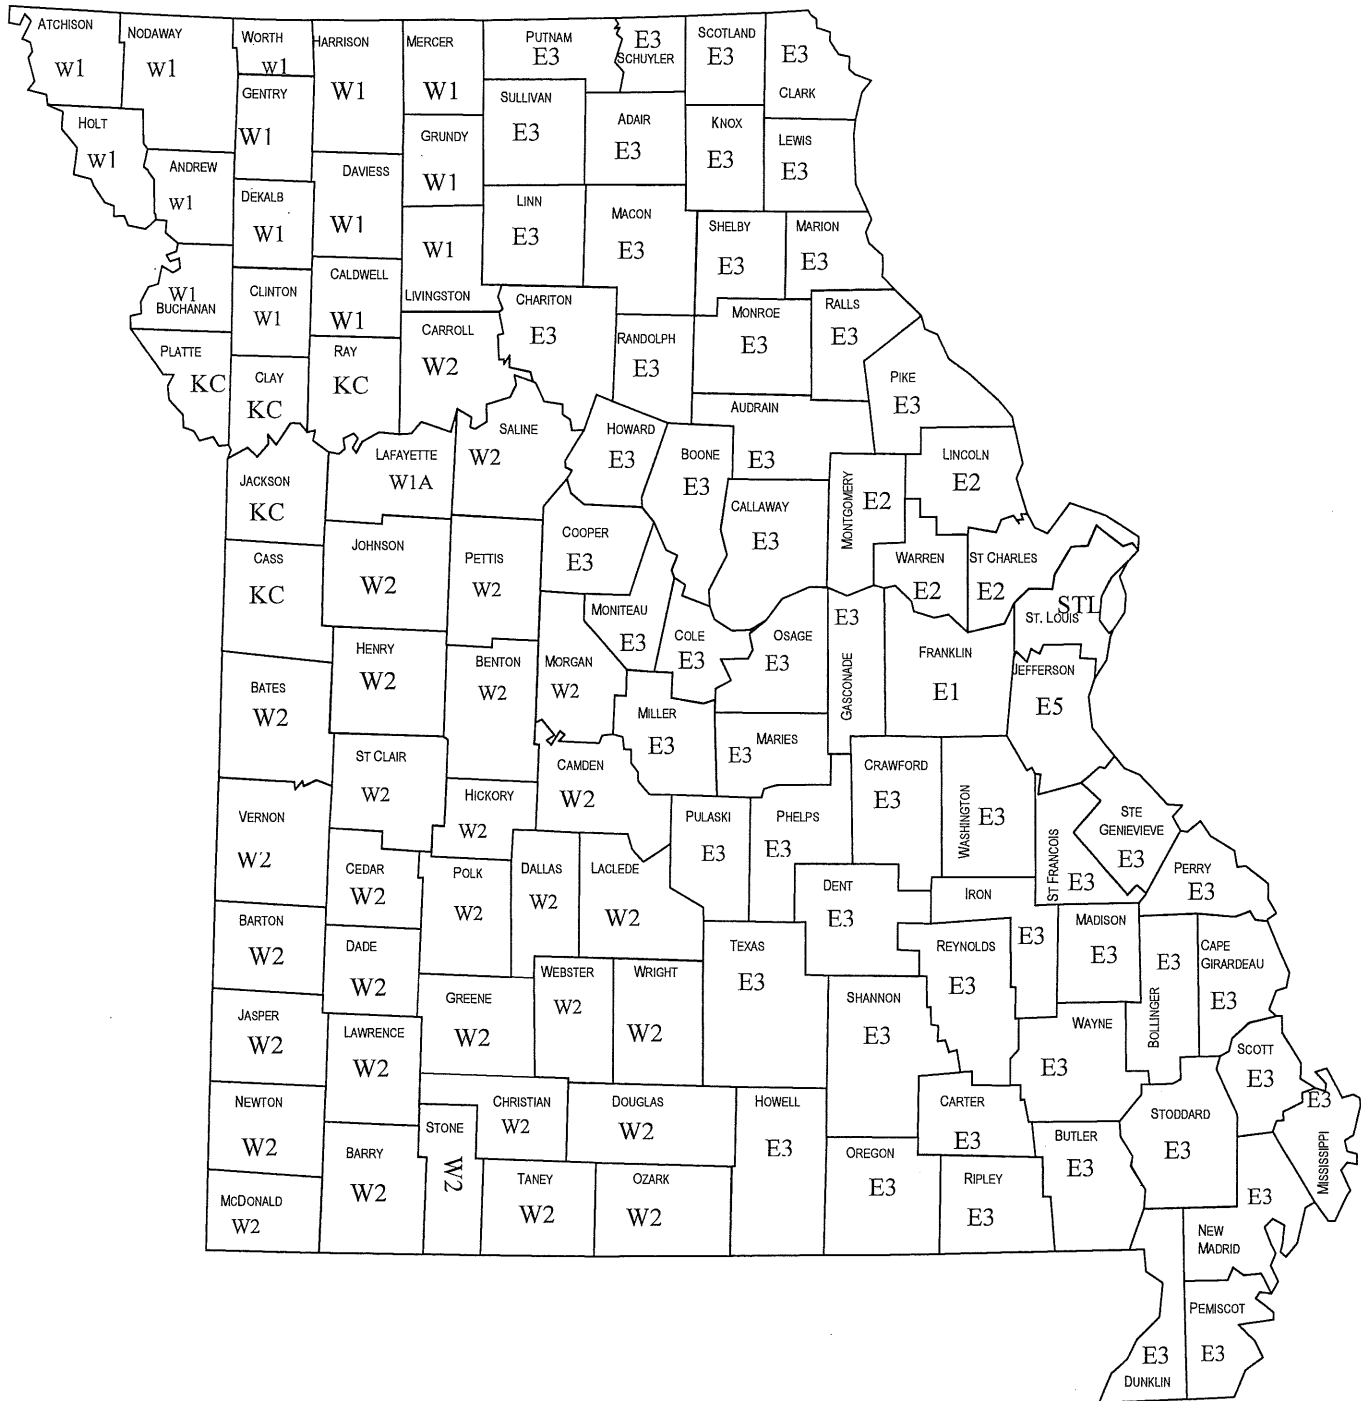 ATCHISON
W1
NODAWAY
W1
WORTH
W1
HARRISON
W1
MERCER
W1
PUTNAM
E3
E3
SCHUYLER
SCOTLAND
E3
E3
CLARK
HOLT
W1
ANDREW
W1
GENTRY
W1
DEKALB
W1
DAVIESS
W1
GRUNDY
W1
SULLIVAN
E3
ADAIR
E3
KNOX
E3
LEWIS
E3
W1
LIVINGSTON
LINN
E3
MACON
E3
SHELBY
E3
MARION
E3
W1
BUCHANAN
CLINTON
W1
CALDWELL
W1
CARROLL
W2
CHARITON
E3
RANDOLPH
E3
MONROE
E3
RALLS
E3
PLATTE
KC
CLAY
KC
RAY
KC
PIKE
E3
AUDRAIN
E3
JACKSON
KC
LAFAYETTE
W1A
SALINE
W2
HOWARD
E3
BOONE
E3
CALLAWAY
E3
MONTGOMERY
E2
LINCOLN
E2
CASS
KC
JOHNSON
W2
PETTIS
W2
COOPER
E3
MONITEAU
E3
COLE
E3
OSAGE
E3
E3
GASCONADE
WARREN
E2
ST CHARLES
E2
ST. LOUIS
STL
BATES
W2
HENRY
W2
BENTON
W2
MORGAN
W2
MILLER
E3
MARIES
E3
FRANKLIN
E1
JEFFERSON
E5
ST CLAIR
W2
HICKORY
W2
CAMDEN
W2
PULASKI
E3
PHELPS
E3
CRAWFORD
E3
WASHINGTON
E3
ST FRANCOIS
E3
STE
GENIEVIEVE
E3
PERRY
E3
VERNON
W2
CEDAR
W2
POLK
W2
DALLAS
W2
LACLEDE
W2
DENT
E3
IRON
E3
MADISON
E3
BARTON
W2
DADE
W2
GREENE
W2
WEBSTER
W2
WRIGHT
W2
TEXAS
E3
SHANNON
E3
REYNOLDS
E3
WAYNE
E3
E3
BOLLINGER
CAPE
GIRARDEAU
E3
JASPER
W2
LAWRENCE
W2
SCOTT
E3
E3
MISSISSIPPI
NEWTON
W2
BARRY
W2
STONE
W2
CHRISTIAN
W2
DOUGLAS
W2
HOWELL
E3
CARTER
E3
BUTLER
E3
STODDARD
E3
MCDONALD
W2
TANEY
W2
OZARK
W2
OREGON
E3
RIPLEY
E3
E3
NEW
MADRID
PEMISCOT
E3
E3
DUNKLIN